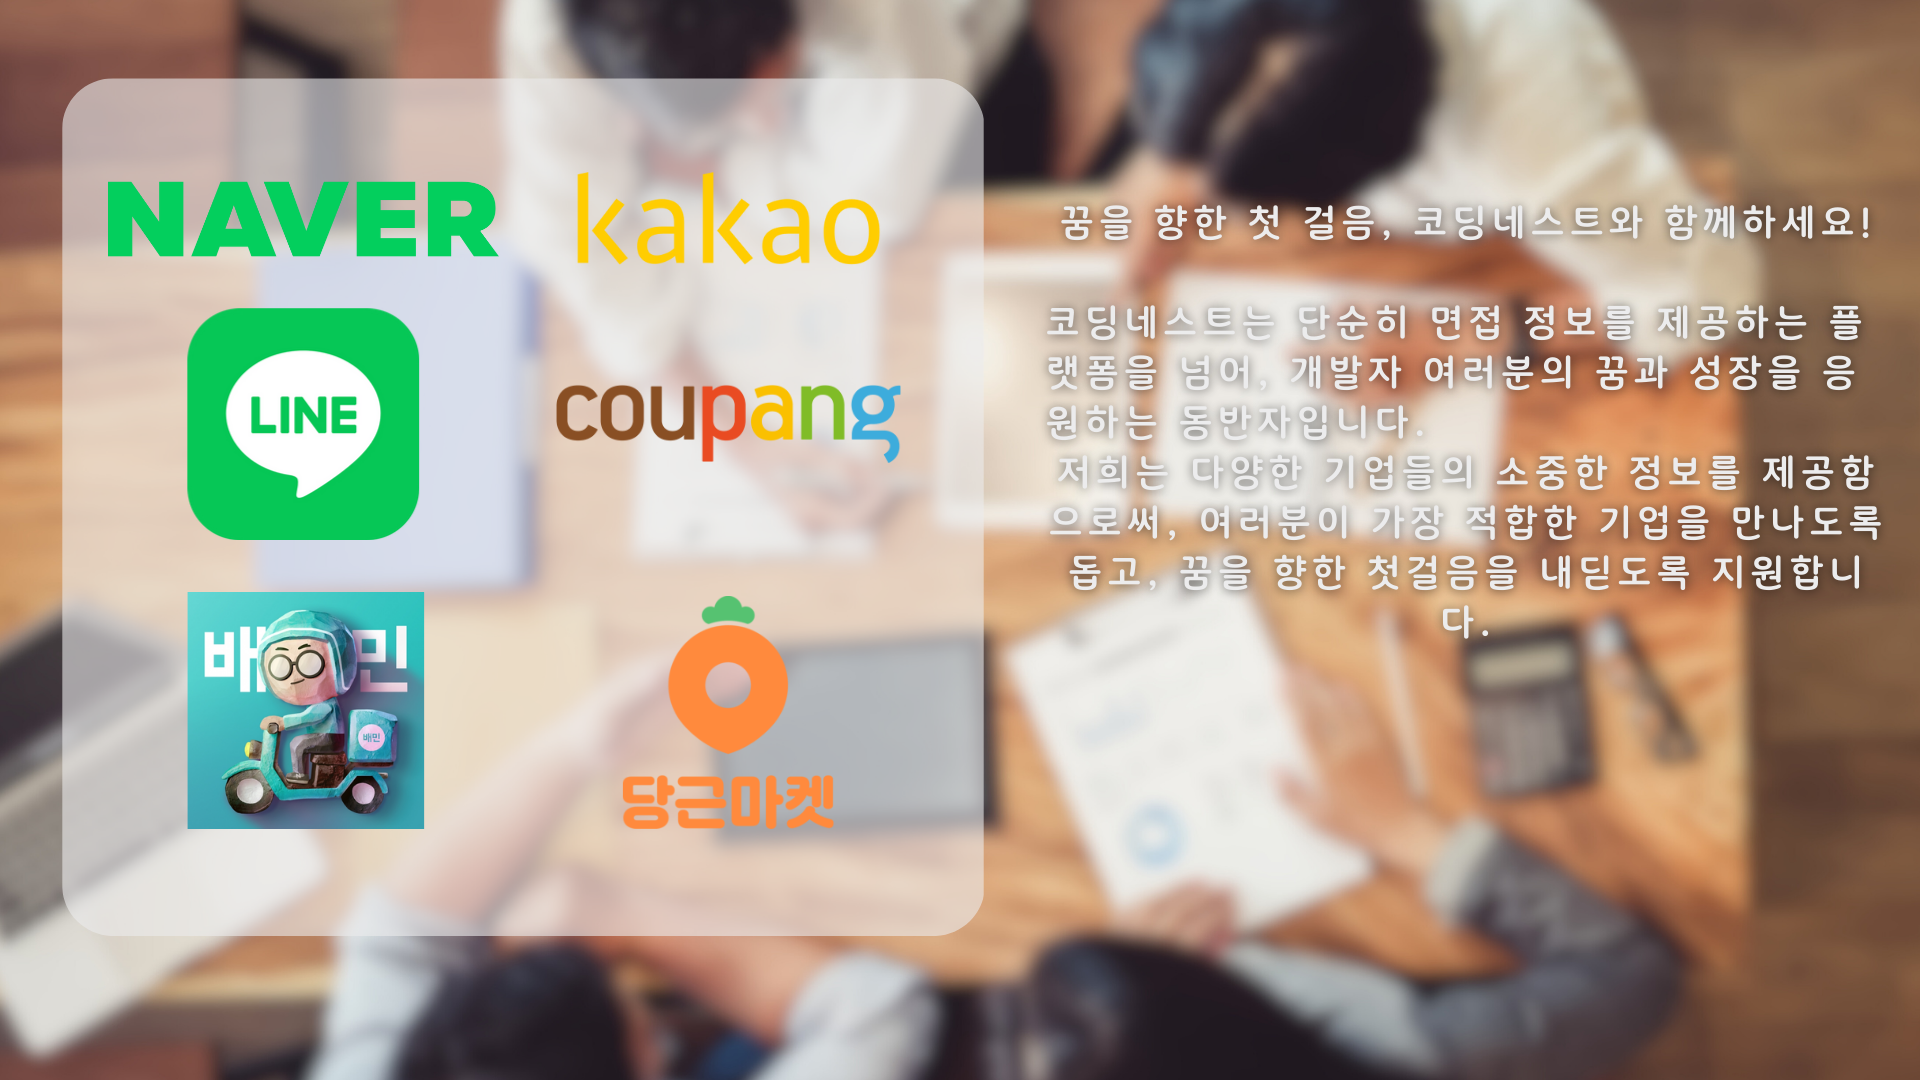 NAVER
kakao
LINE
coupang
배민
배민
당근마켓
꿈을 향한 첫 걸음, 코딩네스트와 함께하세요!
코딩네스트는 단순히 면접 정보를 제공하는 플
랫폼을 넘어, 개발자 여러분의 꿈과 성장을 응
원하는 동반자입니다.
저희는 다양한 기업들의 소중한 정보를 제공함
으로써, 여러분이 가장 적합한 기업을 만나도록
돕고, 꿈을 향한 첫걸음을 내딛도록 지원합니
다.